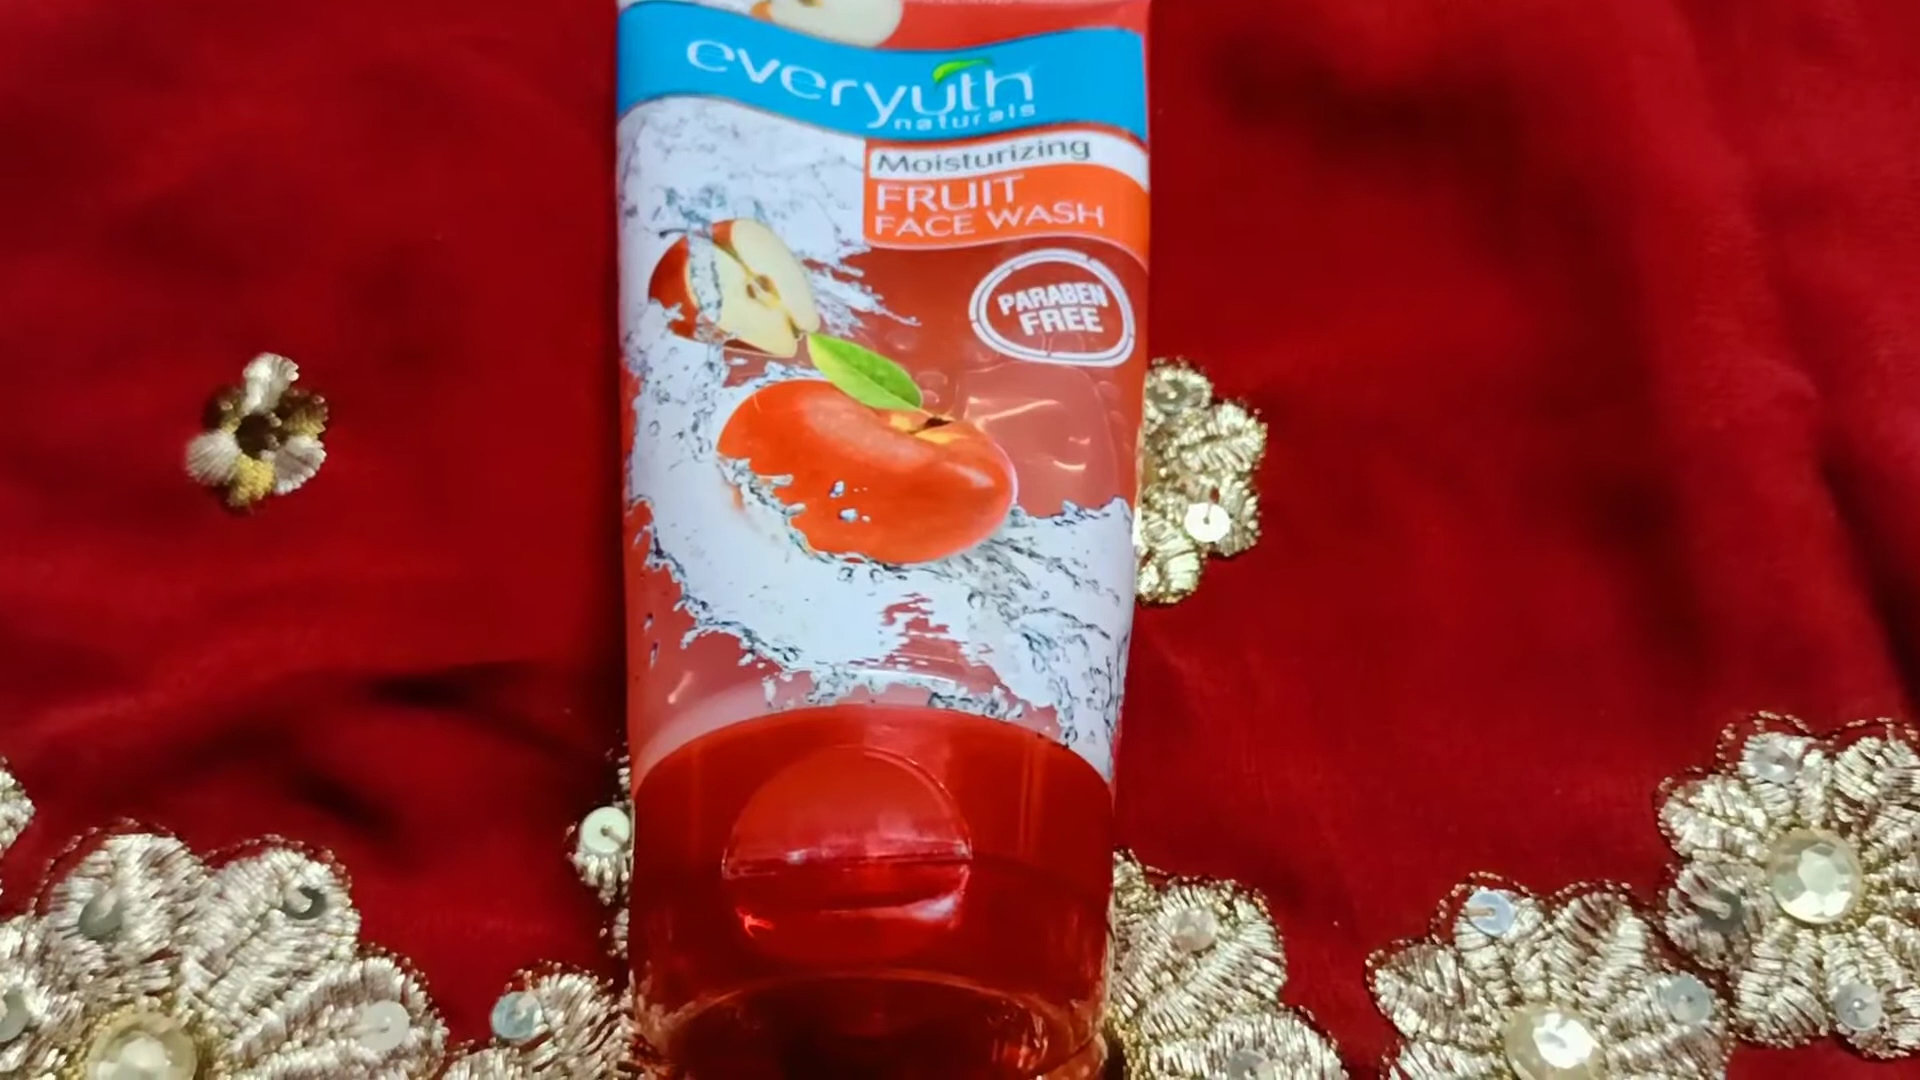 everyuth
naturals
Moisturizing
FRUIT
FACE WASH
PARABEN
FREE